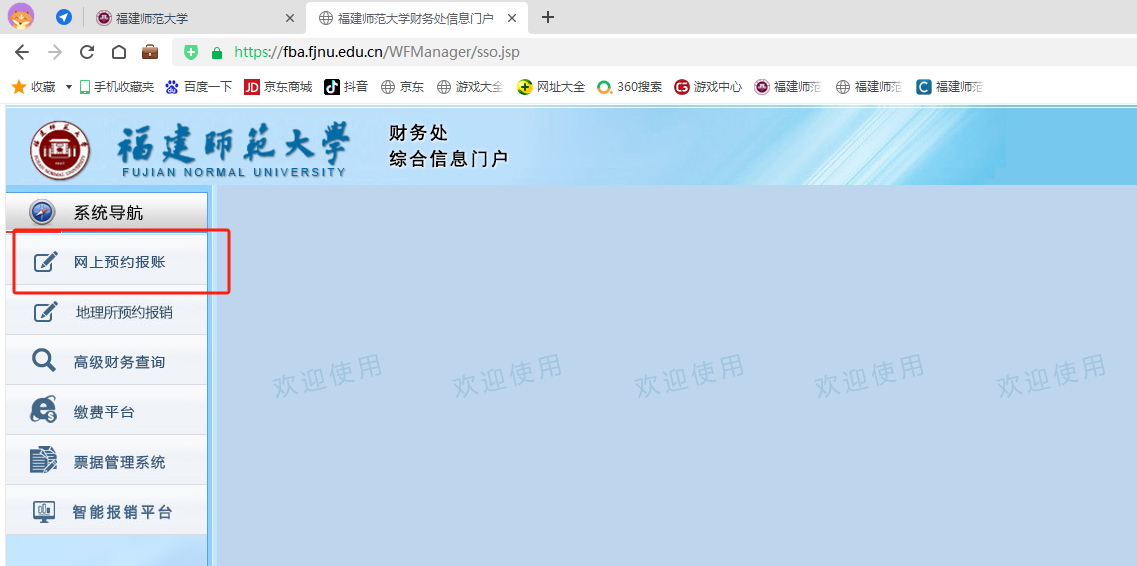 福建师范大学
福建师范大学财务处信息门户
https://fba.fjnu.edu.cn/WFManager/sso.jsp
收藏 手机收藏夹 百度一下 JD 京东商城 抖音 京东 游戏大全 网址大全 360搜索 游戏中心 福建师范 福建师范 C 福建师范
福建師范大學
FUJIAN NORMAL UNIVERSITY
财务处
综合信息门户
系统导航
网上预约报账
地理所预约报销
高级财务查询
缴费平台
票据管理系统
智能报销平台
欢迎使用 欢迎使用 欢迎使用 欢迎使用 欢迎使用